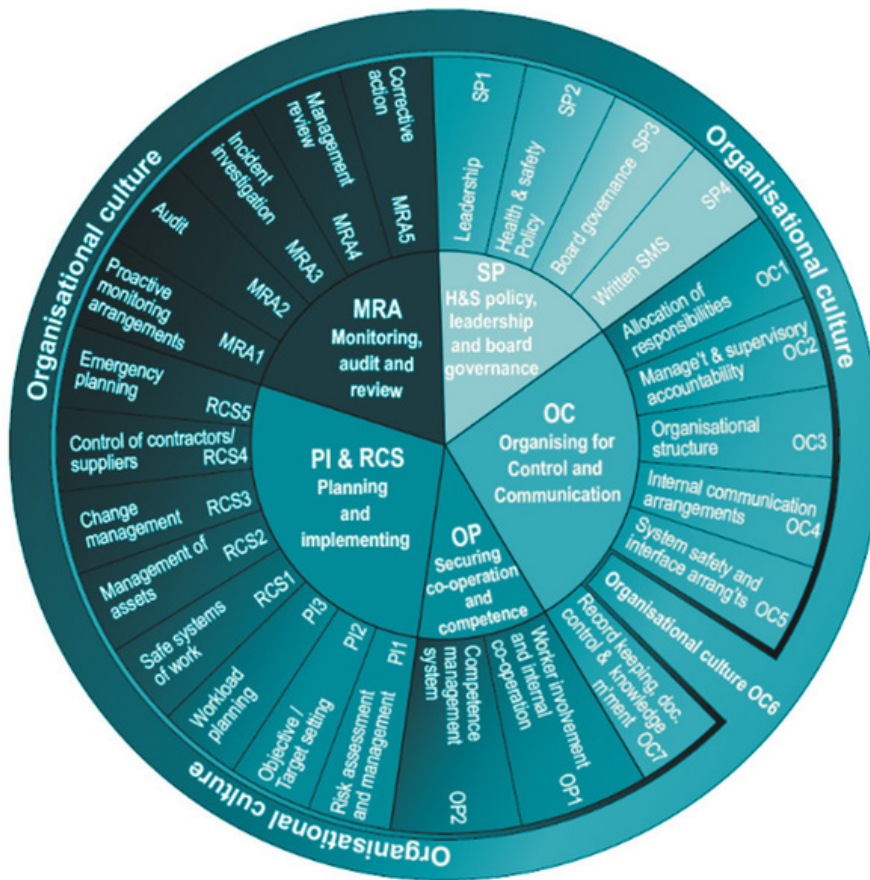 Organisational culture
Organisational culture
Organisational culture
SP
H&S policy,
leadership
and board
governance
SP1
Leadership
SP2
Health & safety
Policy
SP3
Board governance
SP4
Written SMS
OC
Organising for
Control and
Communication
Allocation of
responsibilities
OC1
Manage't & supervisory
accountability
OC2
Organisational
structure
OC3
Internal communication
arrangements
OC4
System safety and
interface arrang'ts
OC5
Organisational culture OC6
Record keeping, doc.
control & knowledge
m'ment
OC7
OP
Securing
co-operation and
competence
Worker involvement
and internal
co-operation
OP1
Competence
management
system
OP2
PI & RCS
Planning
and
implementing
PI1
Risk assessment
and management
PI2
Objective /
Target setting
PI3
Workload
planning
RCS1
Safe systems
of work
RCS2
Management of
assets
RCS3
Change
management
RCS4
Control of contractors/
suppliers
RCS5
Emergency
planning
MRA
Monitoring,
audit and
review
MRA1
Proactive
monitoring
arrangements
MRA2
Audit
MRA3
Incident
investigation
MRA4
Management
review
MRA5
Corrective
action